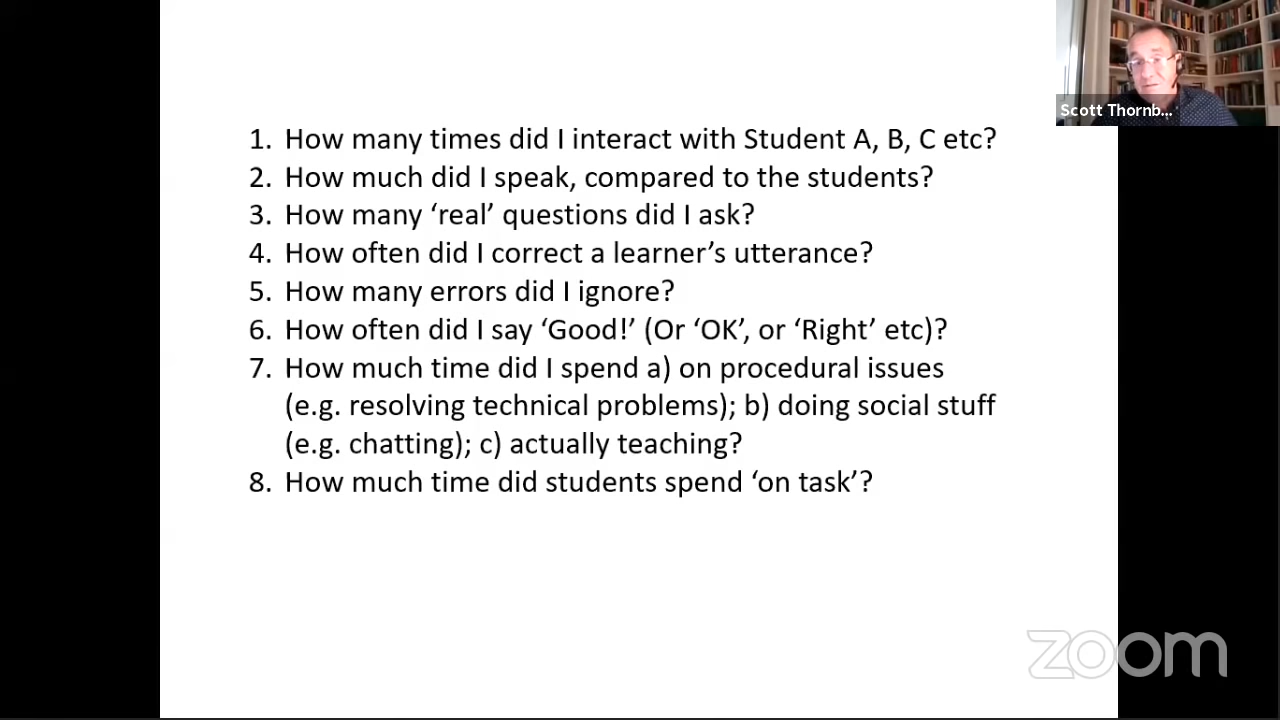 Scott Thornb...
1. How many times did I interact with Student A, B, C etc?
2. How much did I speak, compared to the students?
3. How many ‘real’ questions did I ask?
4. How often did I correct a learner’s utterance?
5. How many errors did I ignore?
6. How often did I say ‘Good!’ (Or ‘OK’, or ‘Right’ etc)?
7. How much time did I spend a) on procedural issues
(e.g. resolving technical problems); b) doing social stuff
(e.g. chatting); c) actually teaching?
8. How much time did students spend ‘on task’?
zoom